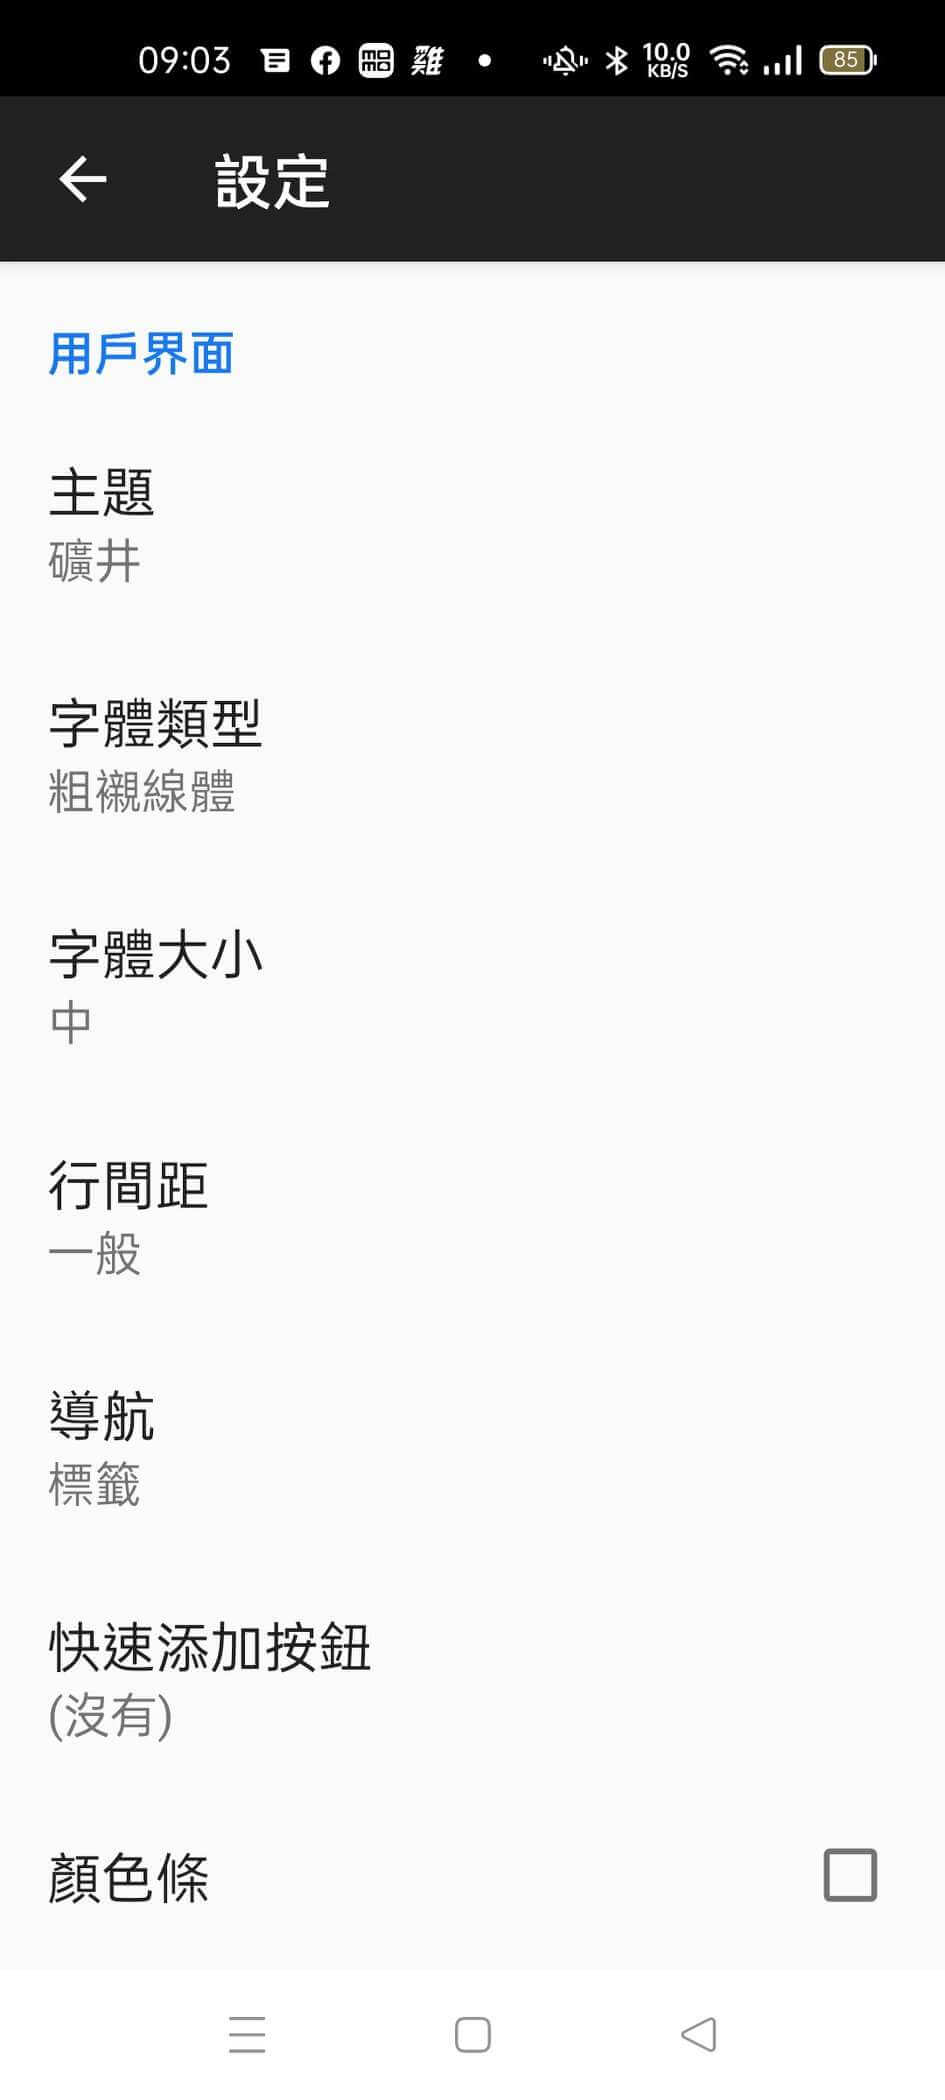 09:03 雞 10.0 KB/S 85
設定
用戶界面
主題
礦井
字體類型
粗襯線體
字體大小
中
行間距
一般
導航
標籤
快速添加按鈕
(沒有)
顏色條